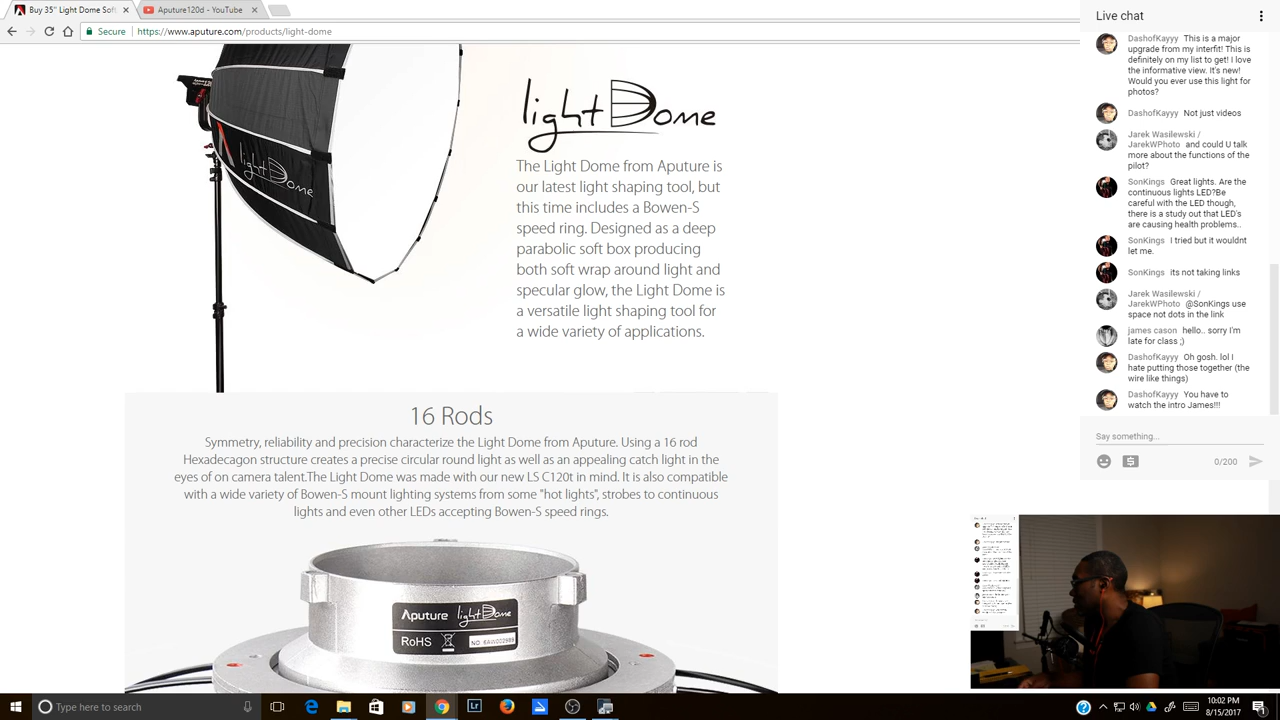 Buy 35" Light Dome Soft
Aputure120d - YouTube
Secure
https://www.aputure.com/products/light-dome
light Dome
The Light Dome from Aputure is
our latest light shaping tool, but
this time includes a Bowen-S
speed ring. Designed as a deep
parabolic soft box producing
both soft wrap around light and
specular glow, the Light Dome is
a versatile light shaping tool for
a wide variety of applications.
lightDome
16 Rods
Symmetry, reliability and precision characterize the Light Dome from Aputure. Using a 16 rod
Hexadecagon structure creates a precise circular round light as well as an appealing catch light in the
eyes of on camera talent.The Light Dome was made with our new LS C120t in mind. It is also compatible
with a wide variety of Bowen-S mount lighting systems from some "hot lights", strobes to continuous
lights and even other LEDs accepting Bowen-S speed rings.
Aputure lightDome
RoHS
Live chat
DashofKayyy This is a major
upgrade from my interfit! This is
definitely on my list to get! I love
the informative view. It's new!
Would you ever use this light for
photos?
DashofKayyy Not just videos
Jarek Wasilewski /
JarekWPhoto and could U talk
more about the functions of the
pilot?
SonKings Great lights. Are the
continuous lights LED?Be
careful with the LED though,
there is a study out that LED's
are causing health problems..
SonKings I tried but it wouldnt
let me.
SonKings its not taking links
Jarek Wasilewski /
JarekWPhoto @SonKings use
space not dots in the link
james cason hello.. sorry I'm
late for class ;)
DashofKayyy Oh gosh. lol I
hate putting those together (the
wire like things)
DashofKayyy You have to
watch the intro James!!!
Say something...
0/200
Type here to search
10:02 PM
8/15/2017